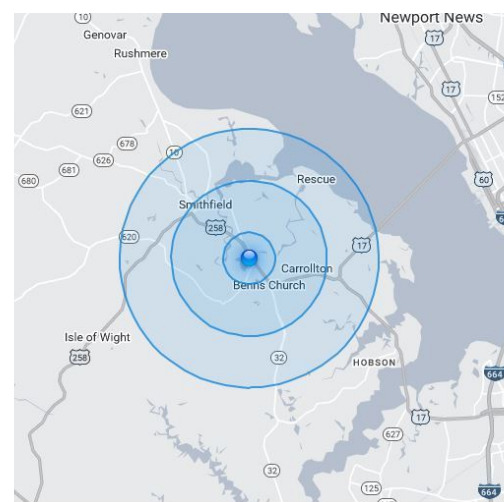 Newport News
10
Genovar
Rushmere
17
17
152
621
678
10
626
681
680
60
Rescue
Smithfield
258
620
17
Carrollton
Benns Church
Isle of Wight
258
32
HOBSON
664
17
627
32
125
664